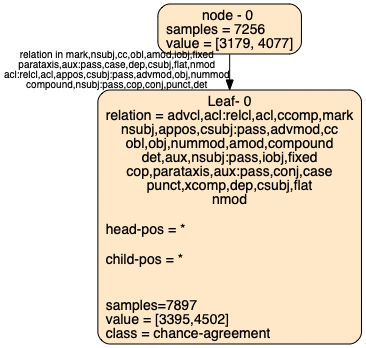 node - 0
samples = 7256
value = [3179, 4077]
relation in mark,nsubj,cc,obl,amod,iobj,fixed
parataxis,aux:pass,case,dep,csubj,flat,nmod
acl:relcl,acl,appos,csubj:pass,advmod,obj,nummod
compound,nsubj:pass,cop,conj,punct,det
Leaf- 0
relation = advcl,acl:relcl,acl,ccomp,mark
nsubj,appos,csubj:pass,advmod,cc
obl,obj,nummod,amod,compound
det,aux,nsubj:pass,iobj,fixed
cop,parataxis,aux:pass,conj,case
punct,xcomp,dep,csubj,flat
nmod
head-pos = *
child-pos = *
samples=7897
value = [3395,4502]
class = chance-agreement